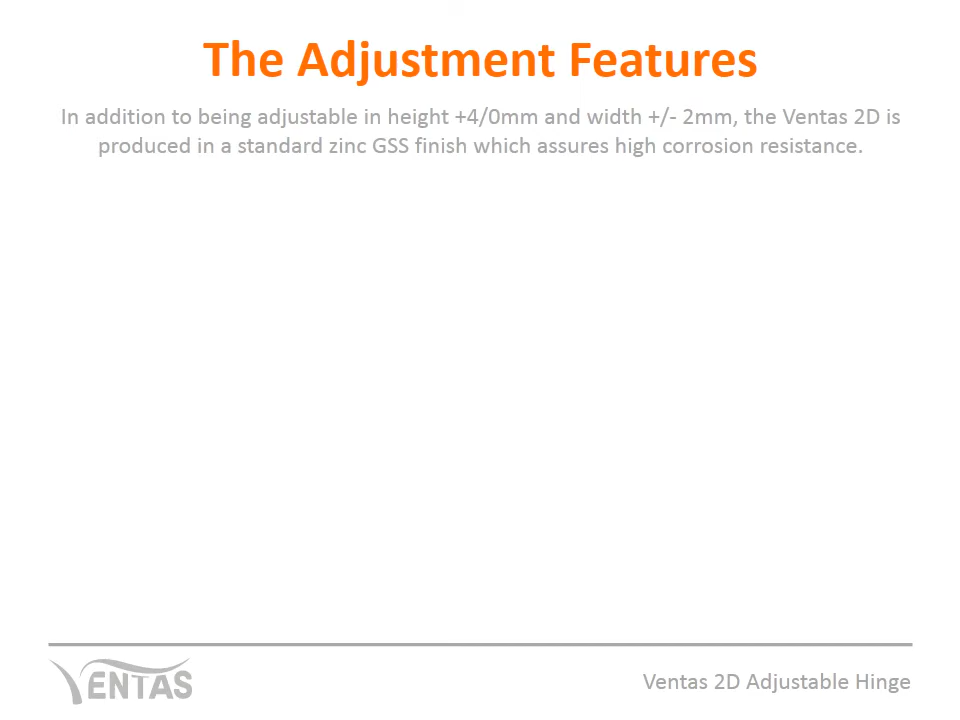 The Adjustment Features
In addition to being adjustable in height +4/0mm and width +/- 2mm, the Ventas 2D is
produced in a standard zinc GSS finish which assures high corrosion resistance.
VENTAS
Ventas 2D Adjustable Hinge